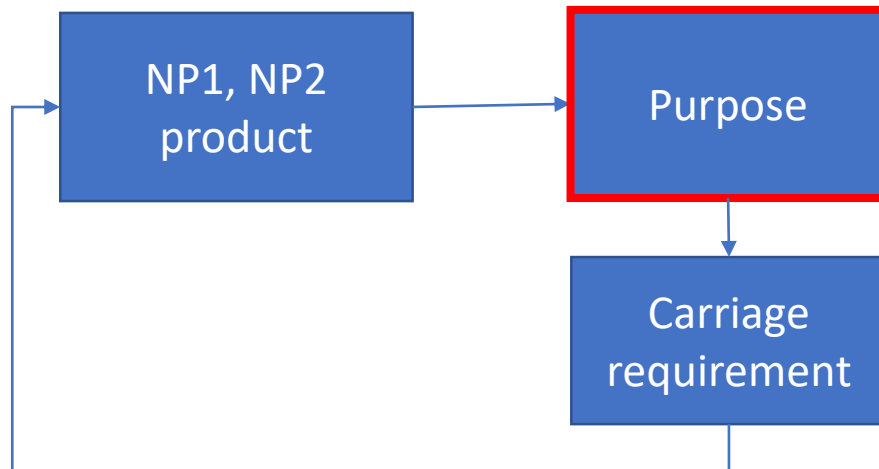 NP1, NP2
product
Purpose
Carriage
requirement